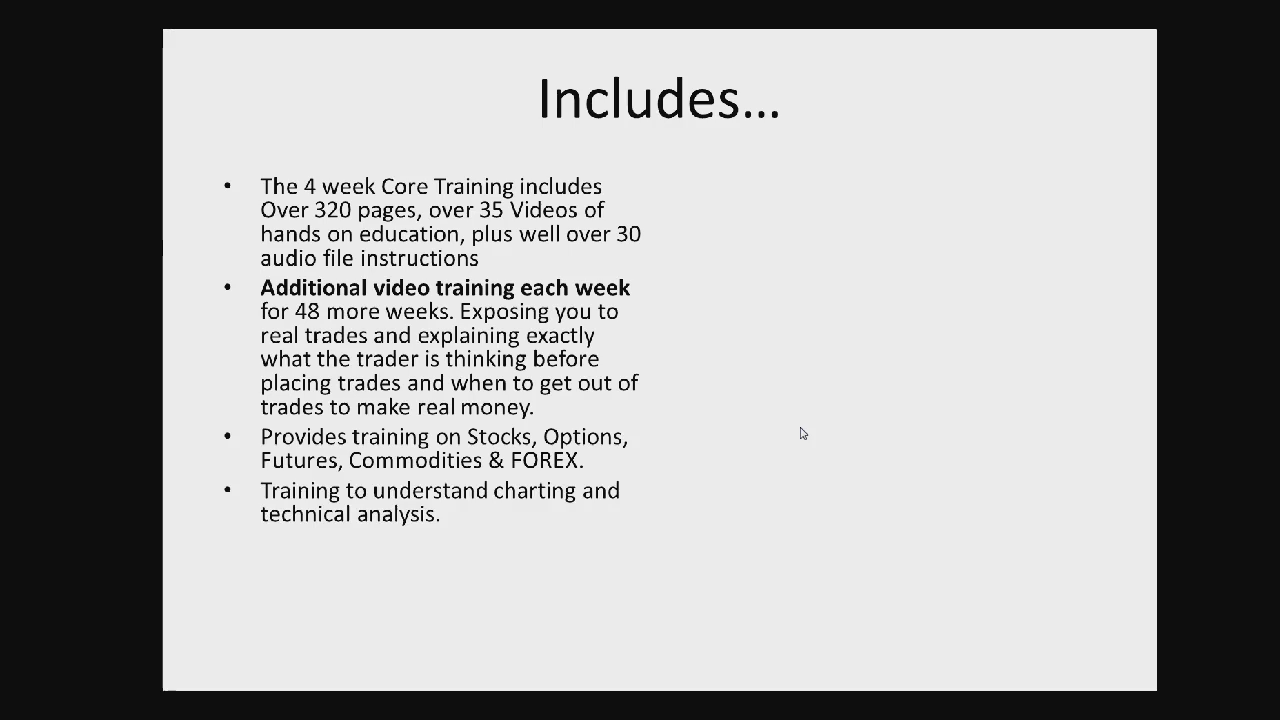 Includes...
• The 4 week Core Training includes
Over 320 pages, over 35 Videos of
hands on education, plus well over 30
audio file instructions
• Additional video training each week
for 48 more weeks. Exposing you to
real trades and explaining exactly
what the trader is thinking before
placing trades and when to get out of
trades to make real money.
• Provides training on Stocks, Options,
Futures, Commodities & FOREX.
• Training to understand charting and
technical analysis.